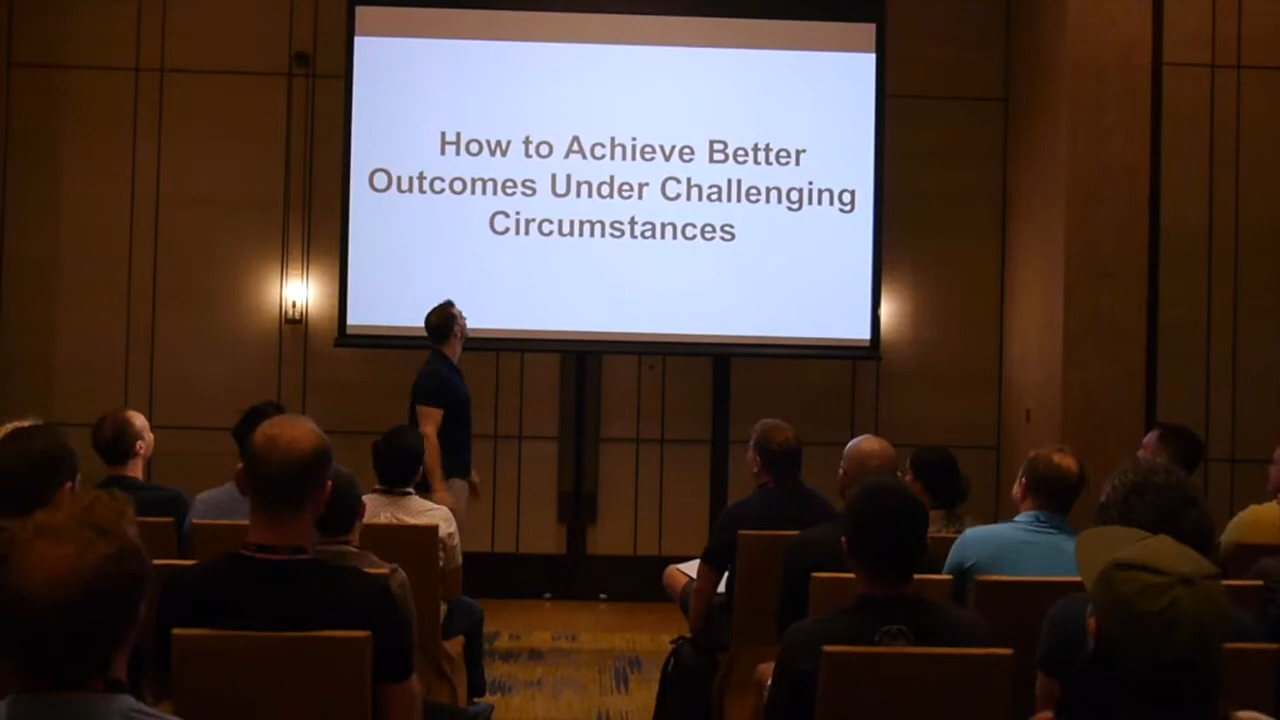 How to Achieve Better
Outcomes Under Challenging
Circumstances